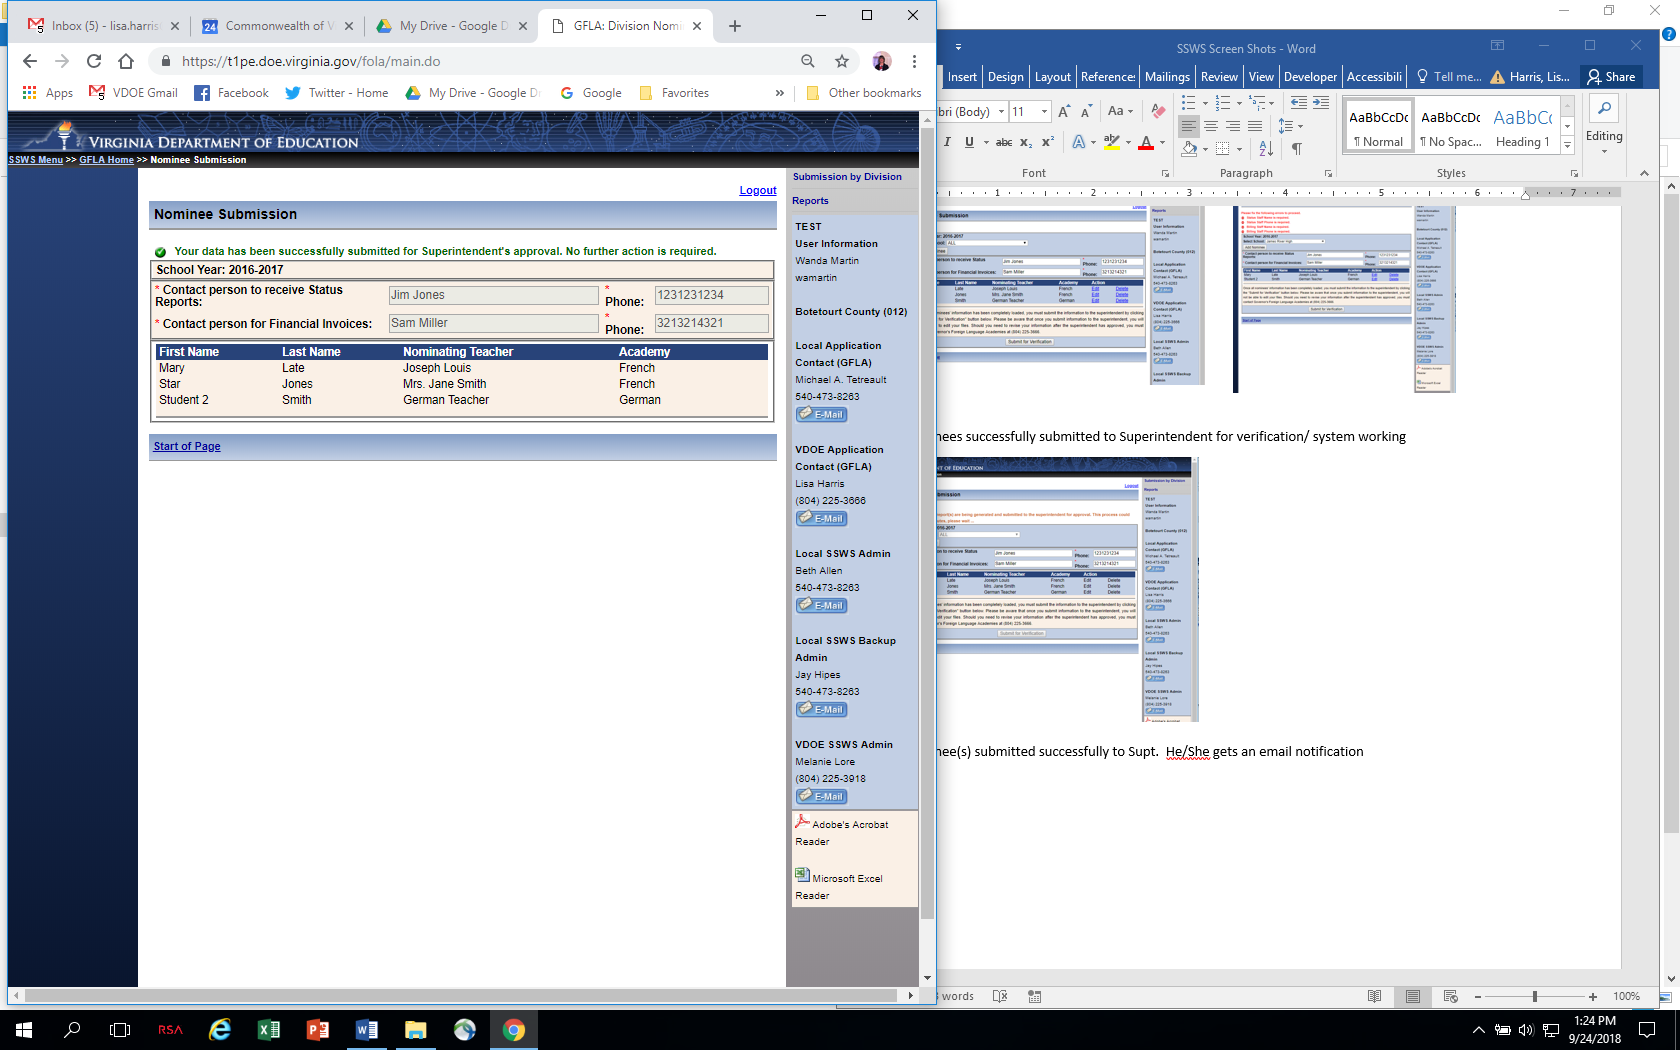 Inbox (5) - lisa.harris
Commonwealth of V
My Drive - Google D
GFLA: Division Nomi
https://t1pe.doe.virginia.gov/fola/main.do
Apps
VDOE Gmail
Facebook
Twitter - Home
My Drive - Google D
Google
Favorites
»
Other bookmarks
VIRGINIA DEPARTMENT OF EDUCATION
SSWS Menu >> GFLA Home >> Nominee Submission
Logout
Nominee Submission
Your data has been successfully submitted for Superintendent's approval. No further action is required.
School Year: 2016-2017
* Contact person to receive Status Reports: Jim Jones * Phone: 1231231234
* Contact person for Financial Invoices: Sam Miller * Phone: 3213214321
First Name Last Name Nominating Teacher Academy
Mary Late Joseph Louis French
Star Jones Mrs. Jane Smith French
Student 2 Smith German Teacher German
Start of Page
Submission by Division
Reports
TEST
User Information
Wanda Martin
wamartin
Botetourt County (012)
Local Application
Contact (GFLA)
Michael A. Tetreault
540-473-8263
E-Mail
VDOE Application
Contact (GFLA)
Lisa Harris
(804) 225-3666
E-Mail
Local SSWS Admin
Beth Allen
540-473-8263
E-Mail
Local SSWS Backup
Admin
Jay Hipes
540-473-8263
E-Mail
VDOE SSWS Admin
Melanie Lore
(804) 225-3918
E-Mail
Adobe's Acrobat
Reader
Microsoft Excel
Reader
SSWS Screen Shots - Word
Insert Design Layout References Mailings Review View Developer Accessibili Tell me... Harris, Lis... Share
bri (Body) 11
Aa
AaBbCcDc AaBbCcDc AaBbCc
¶ Normal ¶ No Spac... Heading 1
Editing
Font Paragraph Styles
1 2 3 4 5 6 7
nees successfully submitted to Superintendent for verification/ system working
nee(s) submitted successfully to Supt. He/She gets an email notification
words
100%
RSA
1:24 PM
9/24/2018